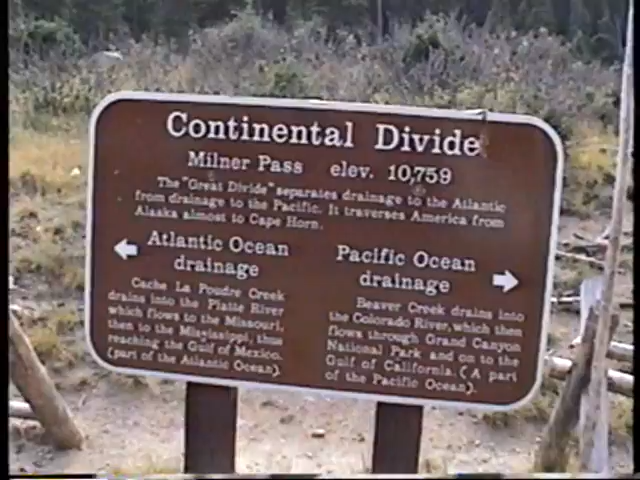 Continental Divide
Milner Pass elev. 10,759
The "Great Divide" separates drainage to the Atlantic
from drainage to the Pacific. It traverses America from
Alaska almost to Cape Horn.
Atlantic Ocean
drainage
Cache La Poudre Creek
drains into the Platte River
which flows to the Missouri,
then to the Mississippi, thus
reaching the Gulf of Mexico.
(part of the Atlantic Ocean).
Pacific Ocean
drainage
Beaver Creek drains into
the Colorado River, which then
flows through Grand Canyon
National Park and on to the
Gulf of California. (A part
of the Pacific Ocean).